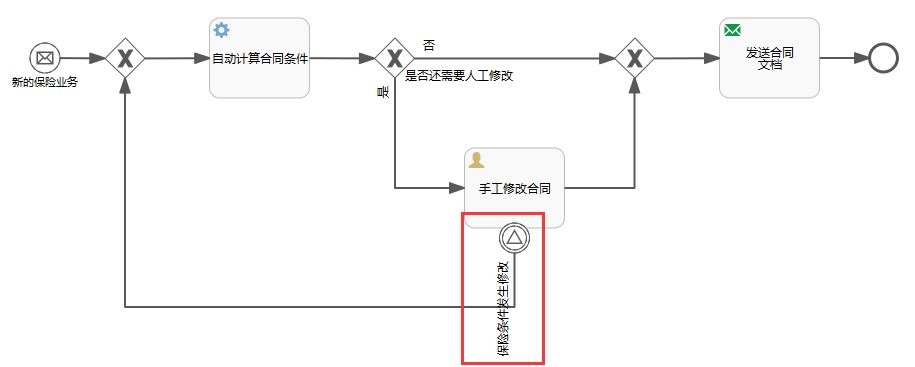 新的保险业务
自动计算合同条件
否
是否还需要人工修改
是
手工修改合同
保险条件发生修改
发送合同
文档